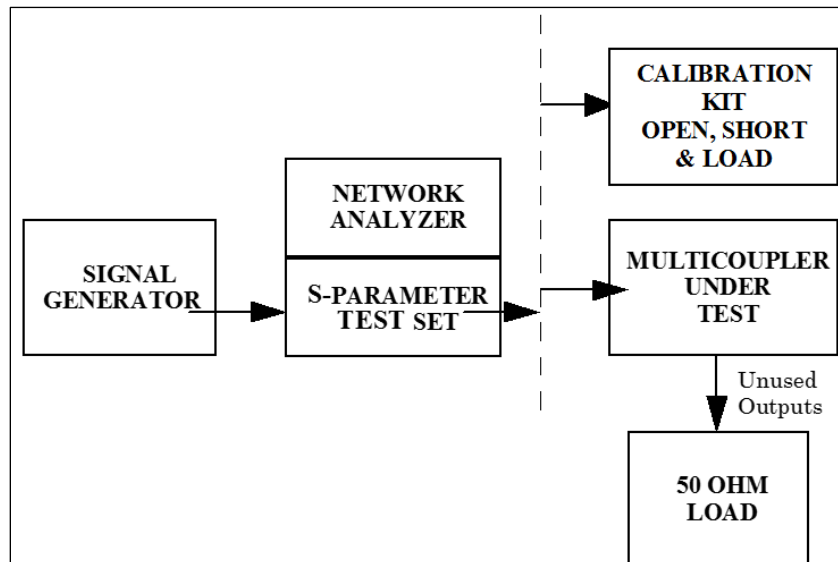 CALIBRATION
KIT
OPEN, SHORT
& LOAD
NETWORK
ANALYZER
SIGNAL
GENERATOR
S-PARAMETER
TEST SET
MULTICOUPLER
UNDER
TEST
Unused
Outputs
50 OHM
LOAD